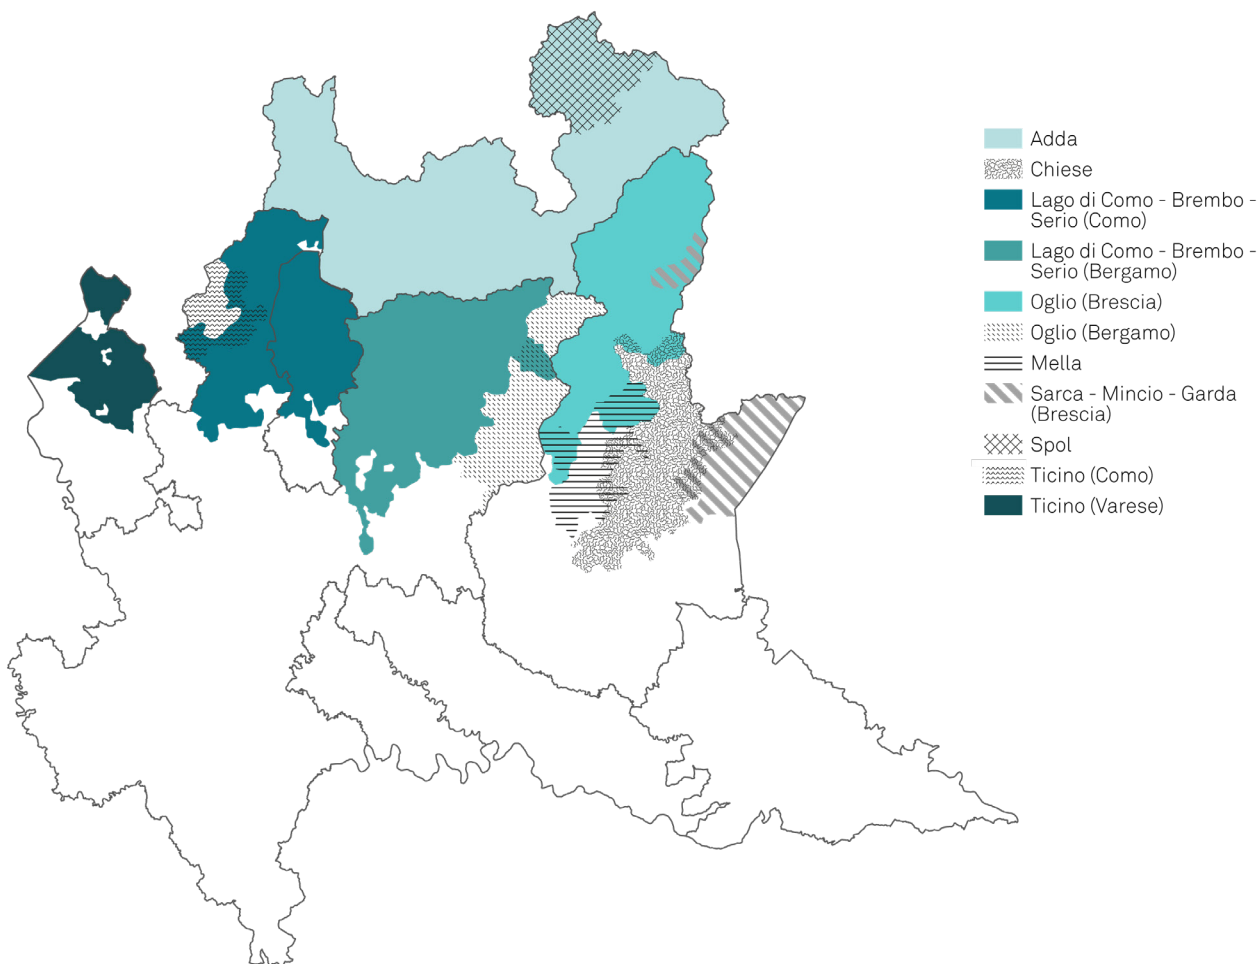 Adda
Chiese
Lago di Como - Brembo -
Serio (Como)
Lago di Como - Brembo -
Serio (Bergamo)
Oglio (Brescia)
Oglio (Bergamo)
Mella
Sarca - Mincio - Garda
(Brescia)
Spol
Ticino (Como)
Ticino (Varese)